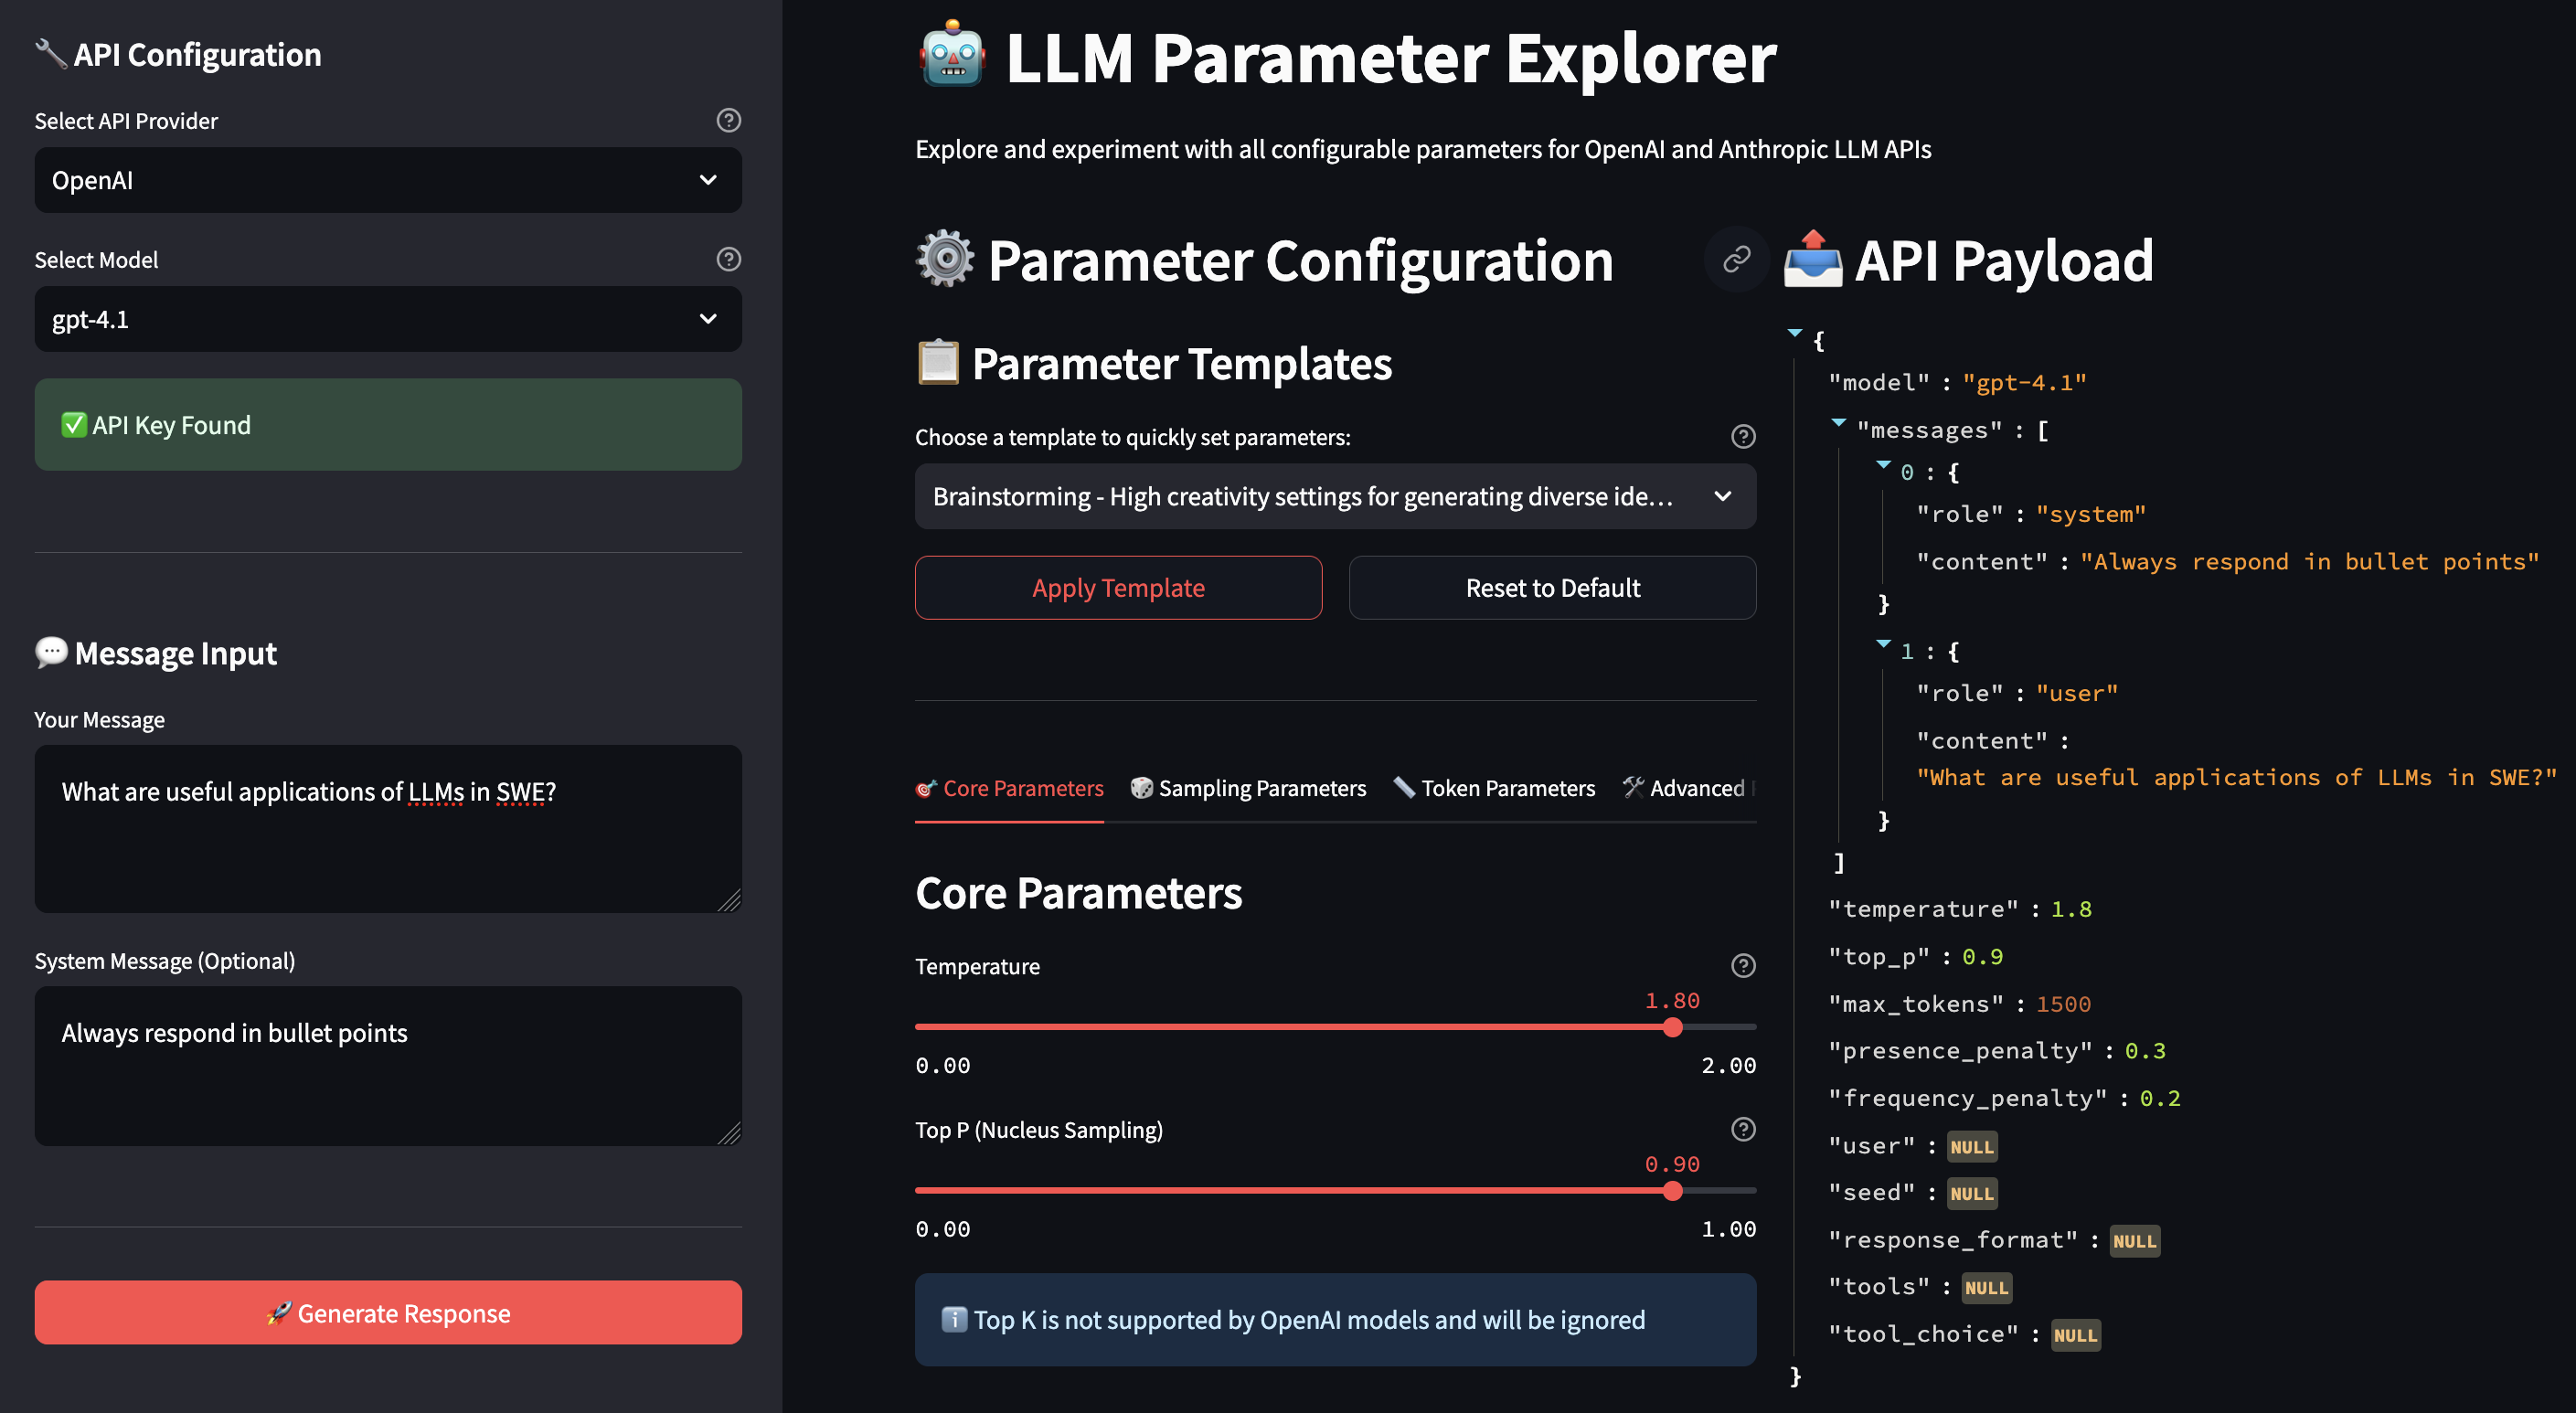 API Configuration
Select API Provider
OpenAI
Select Model
gpt-4.1
API Key Found
Message Input
Your Message
What are useful applications of LLMs in SWE?
System Message (Optional)
Always respond in bullet points
Generate Response
LLM Parameter Explorer
Explore and experiment with all configurable parameters for OpenAI and Anthropic LLM APIs
Parameter Configuration
Parameter Templates
Choose a template to quickly set parameters:
Brainstorming - High creativity settings for generating diverse ide...
Apply Template
Reset to Default
Core Parameters
Sampling Parameters
Token Parameters
Advanced
Core Parameters
Temperature
1.80
0.00
2.00
Top P (Nucleus Sampling)
0.90
0.00
1.00
Top K is not supported by OpenAI models and will be ignored
API Payload
{
"model" : "gpt-4.1"
"messages" : [
0 : {
"role" : "system"
"content" : "Always respond in bullet points"
}
1 : {
"role" : "user"
"content" :
"What are useful applications of LLMs in SWE?"
}
]
"temperature" : 1.8
"top_p" : 0.9
"max_tokens" : 1500
"presence_penalty" : 0.3
"frequency_penalty" : 0.2
"user" : NULL
"seed" : NULL
"response_format" : NULL
"tools" : NULL
"tool_choice" : NULL
}